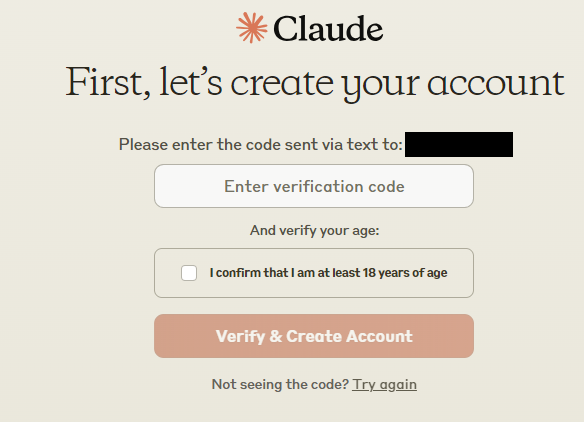 Claude
First, let's create your account
Please enter the code sent via text to:
Enter verification code
And verify your age:
I confirm that I am at least 18 years of age
Verify & Create Account
Not seeing the code? Try again